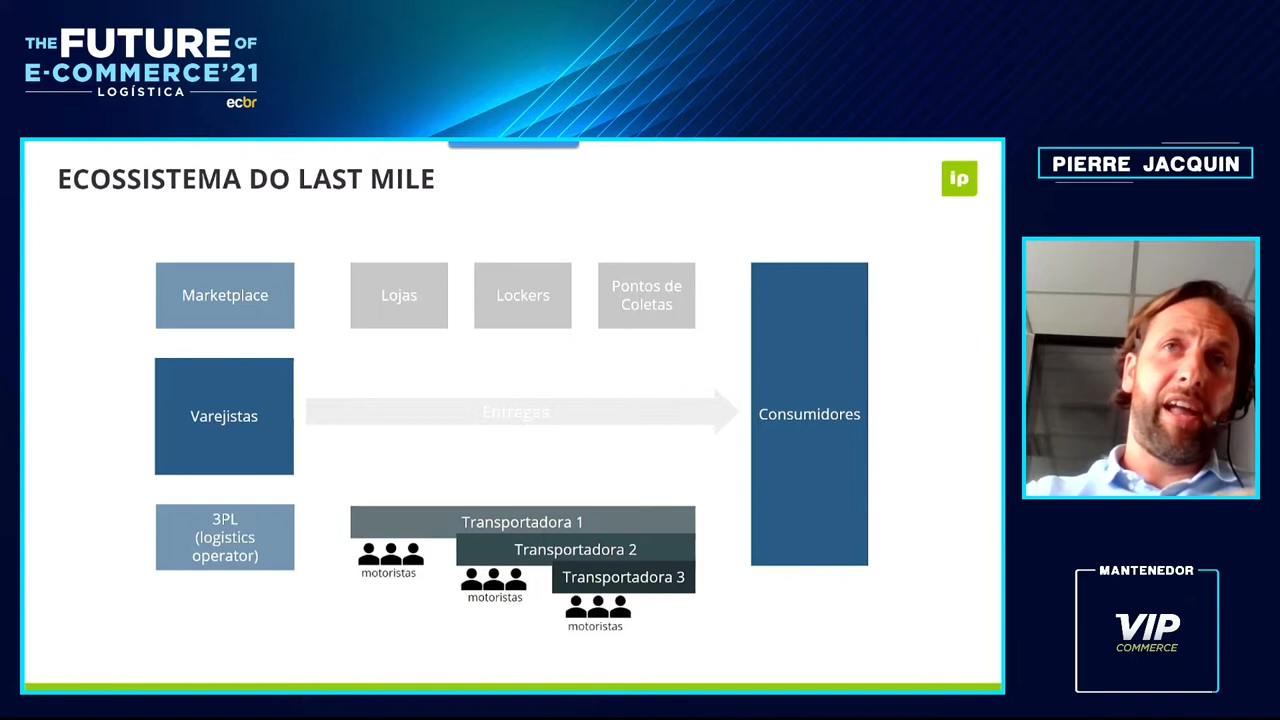 THE FUTURE OF
E-COMMERCE'21
LOGÍSTICA
ecbr
ECOSSISTEMA DO LAST MILE
ip
PIERRE JACQUIN
Marketplace
Lojas
Lockers
Pontos de
Coletas
Varejistas
Entregas
Consumidores
3PL
(logistics
operator)
Transportadora 1
motoristas
Transportadora 2
motoristas
Transportadora 3
motoristas
MANTENEDOR
VIP
COMMERCE